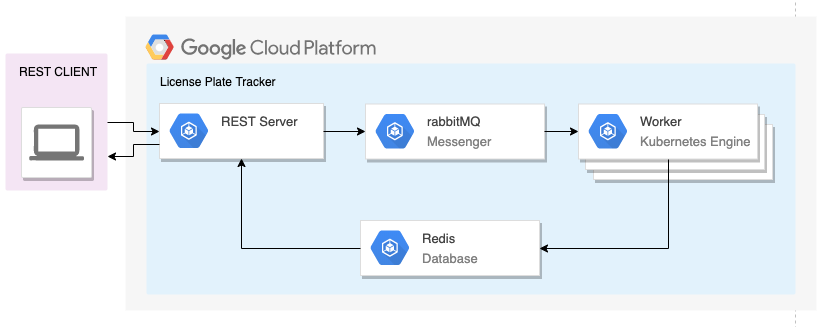 Google Cloud Platform
REST CLIENT
License Plate Tracker
REST Server
rabbitMQ
Messenger
Worker
Kubernetes Engine
Redis
Database